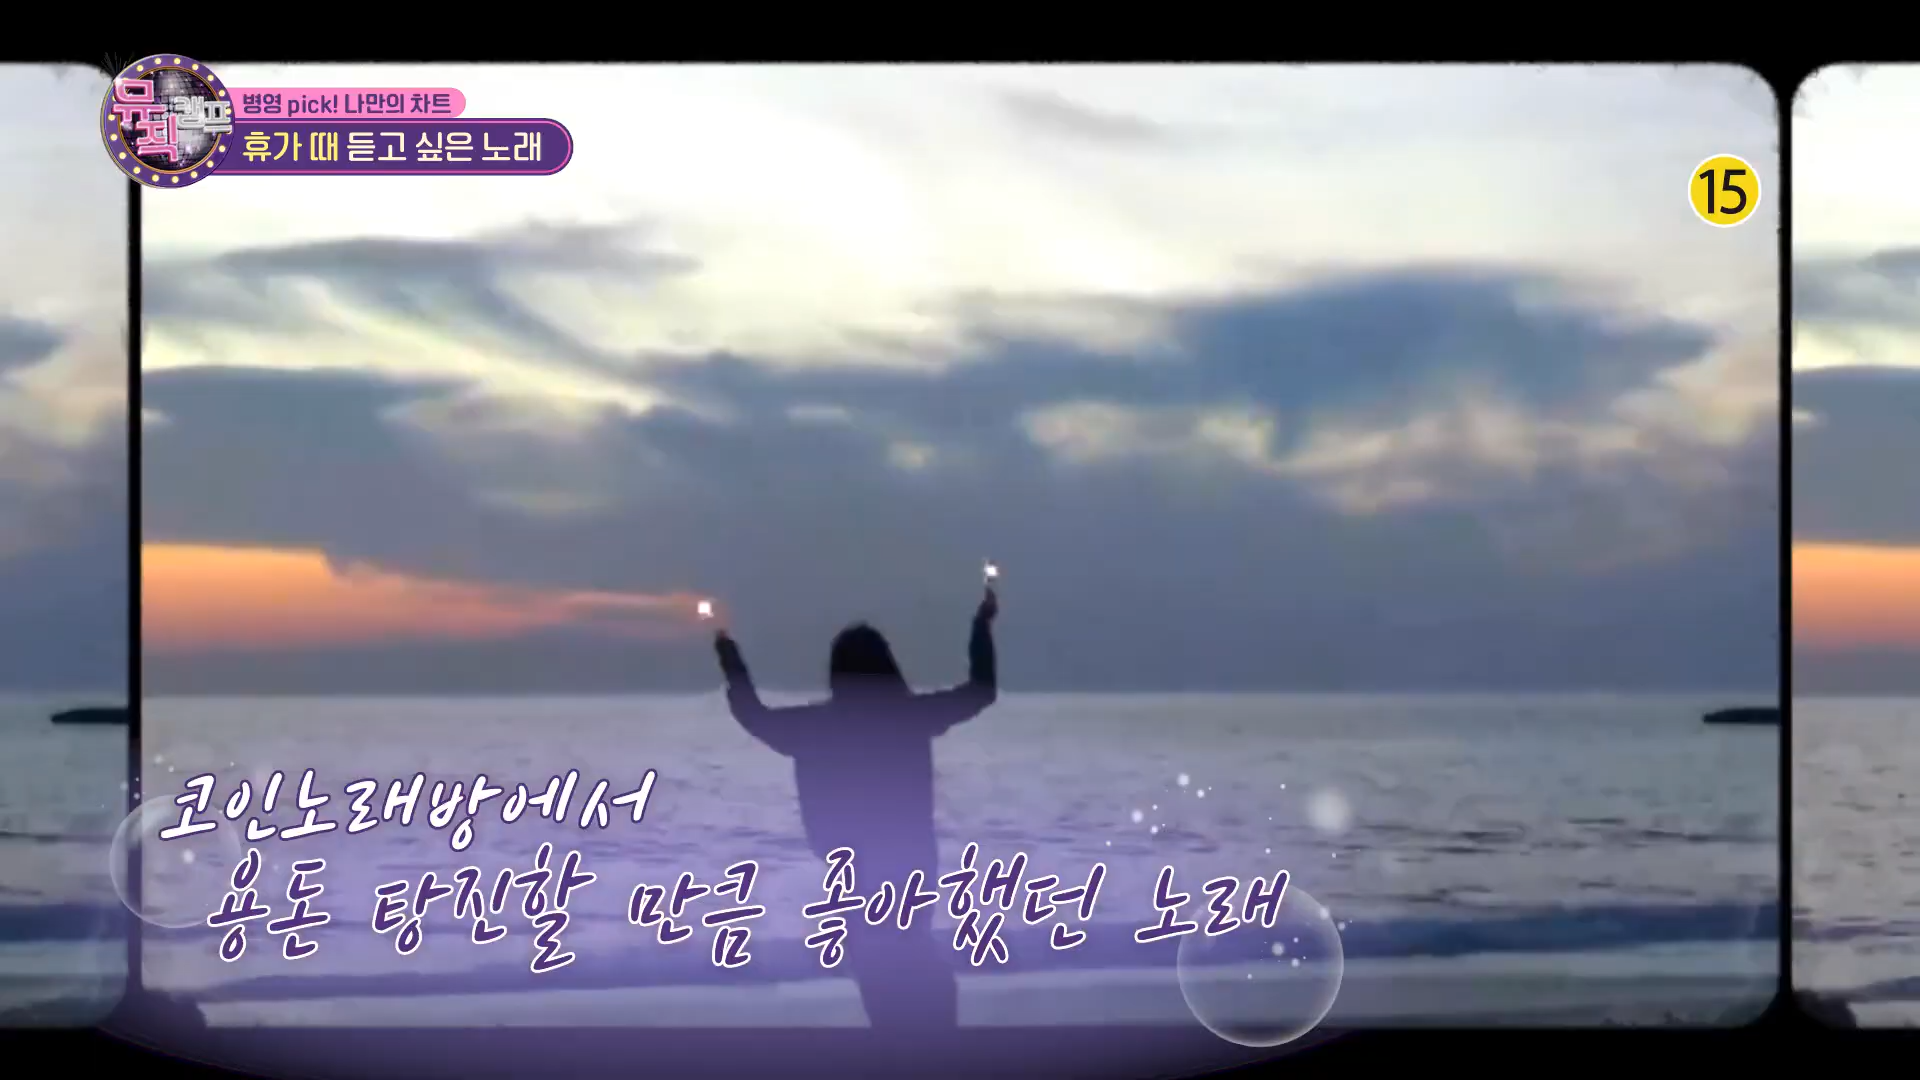 뮤직캠프
병영 pick! 나만의 차트
휴가 때 듣고 싶은 노래
15
코인노래방에서
용돈 탕진할 만큼 좋아했던 노래